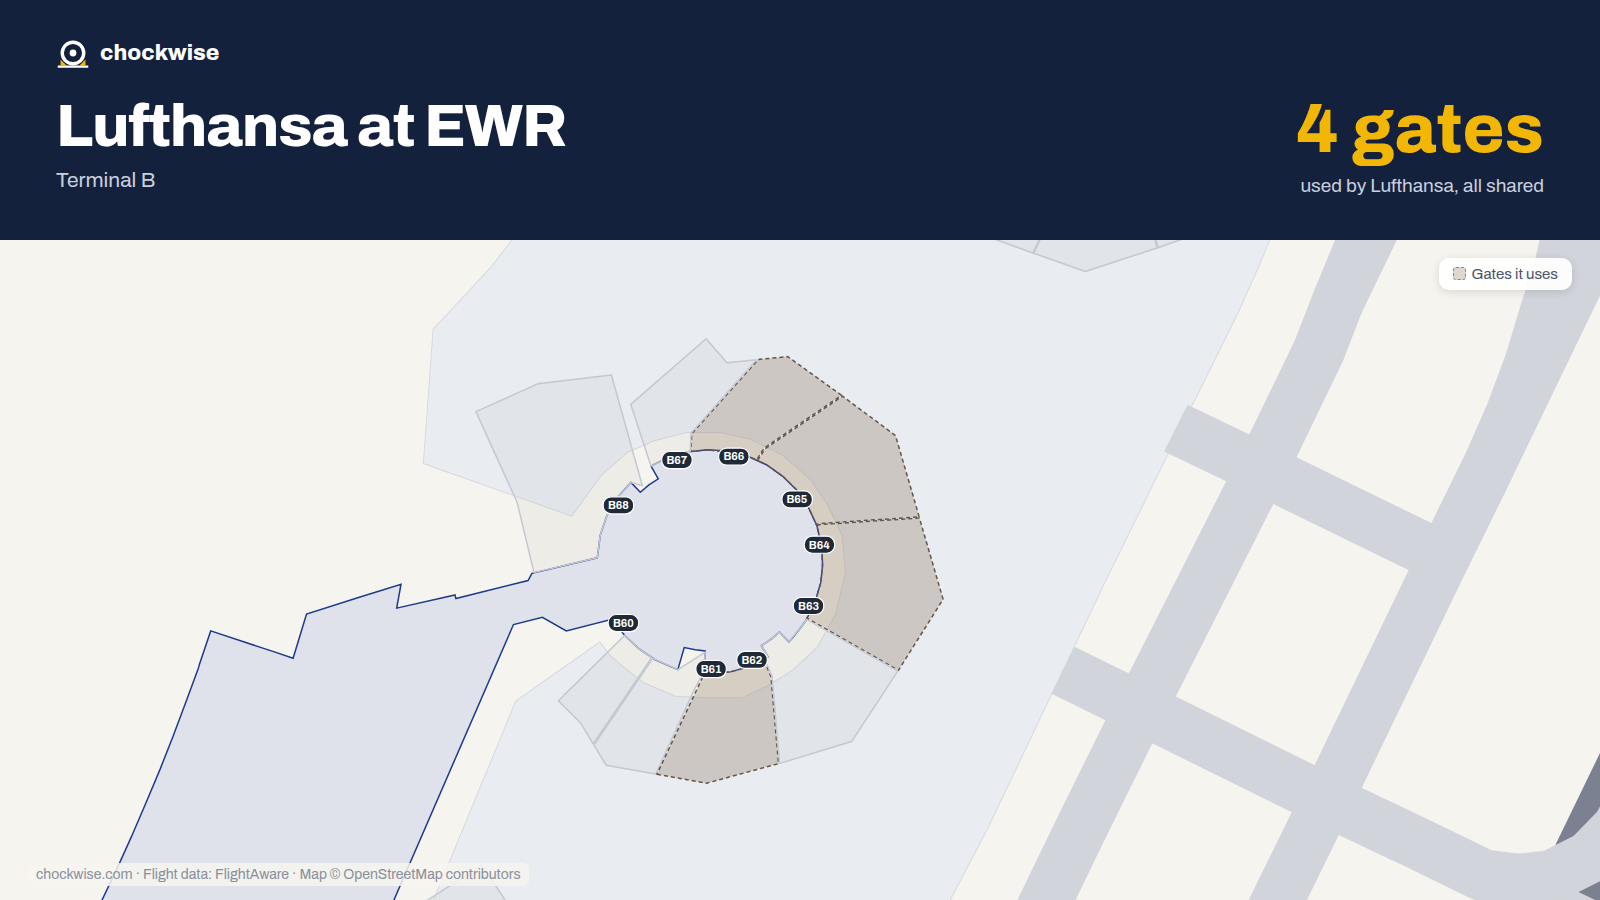 chockwise
Lufthansa at EWR
Terminal B
4 gates
used by Lufthansa, all shared
Gates it uses
B67
B66
B68
B65
B64
B63
B60
B62
B61
chockwise.com · Flight data: FlightAware · Map © OpenStreetMap contributors